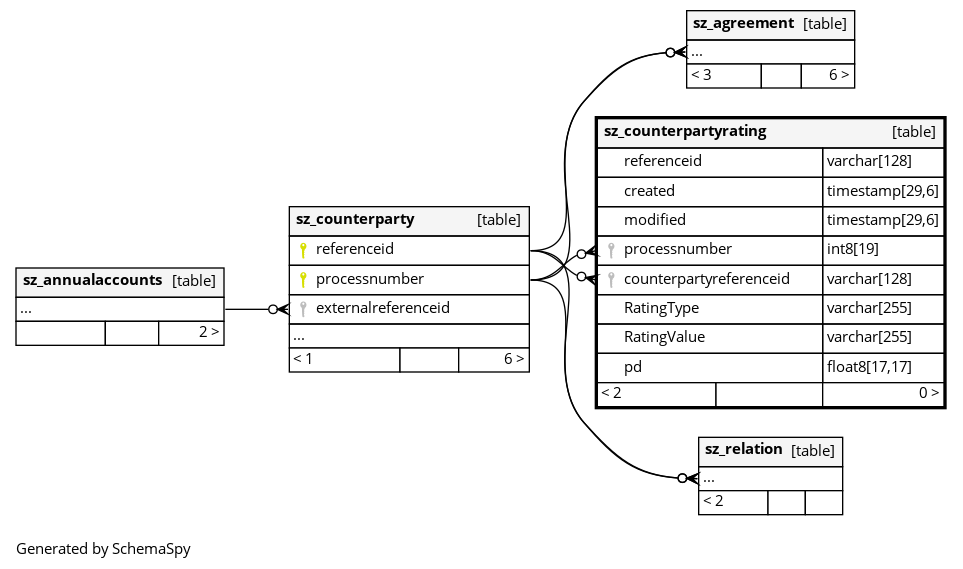 sz_agreement [table]
...
< 3 6 >
sz_counterpartyrating [table]
referenceid varchar[128]
created timestamp[29,6]
modified timestamp[29,6]
processnumber int8[19]
counterpartyreferenceid varchar[128]
RatingType varchar[255]
RatingValue varchar[255]
pd float8[17,17]
< 2 0 >
sz_counterparty [table]
referenceid
processnumber
externalreferenceid
...
< 1 6 >
sz_annualaccounts [table]
...
2 >
sz_relation [table]
...
< 2
Generated by SchemaSpy